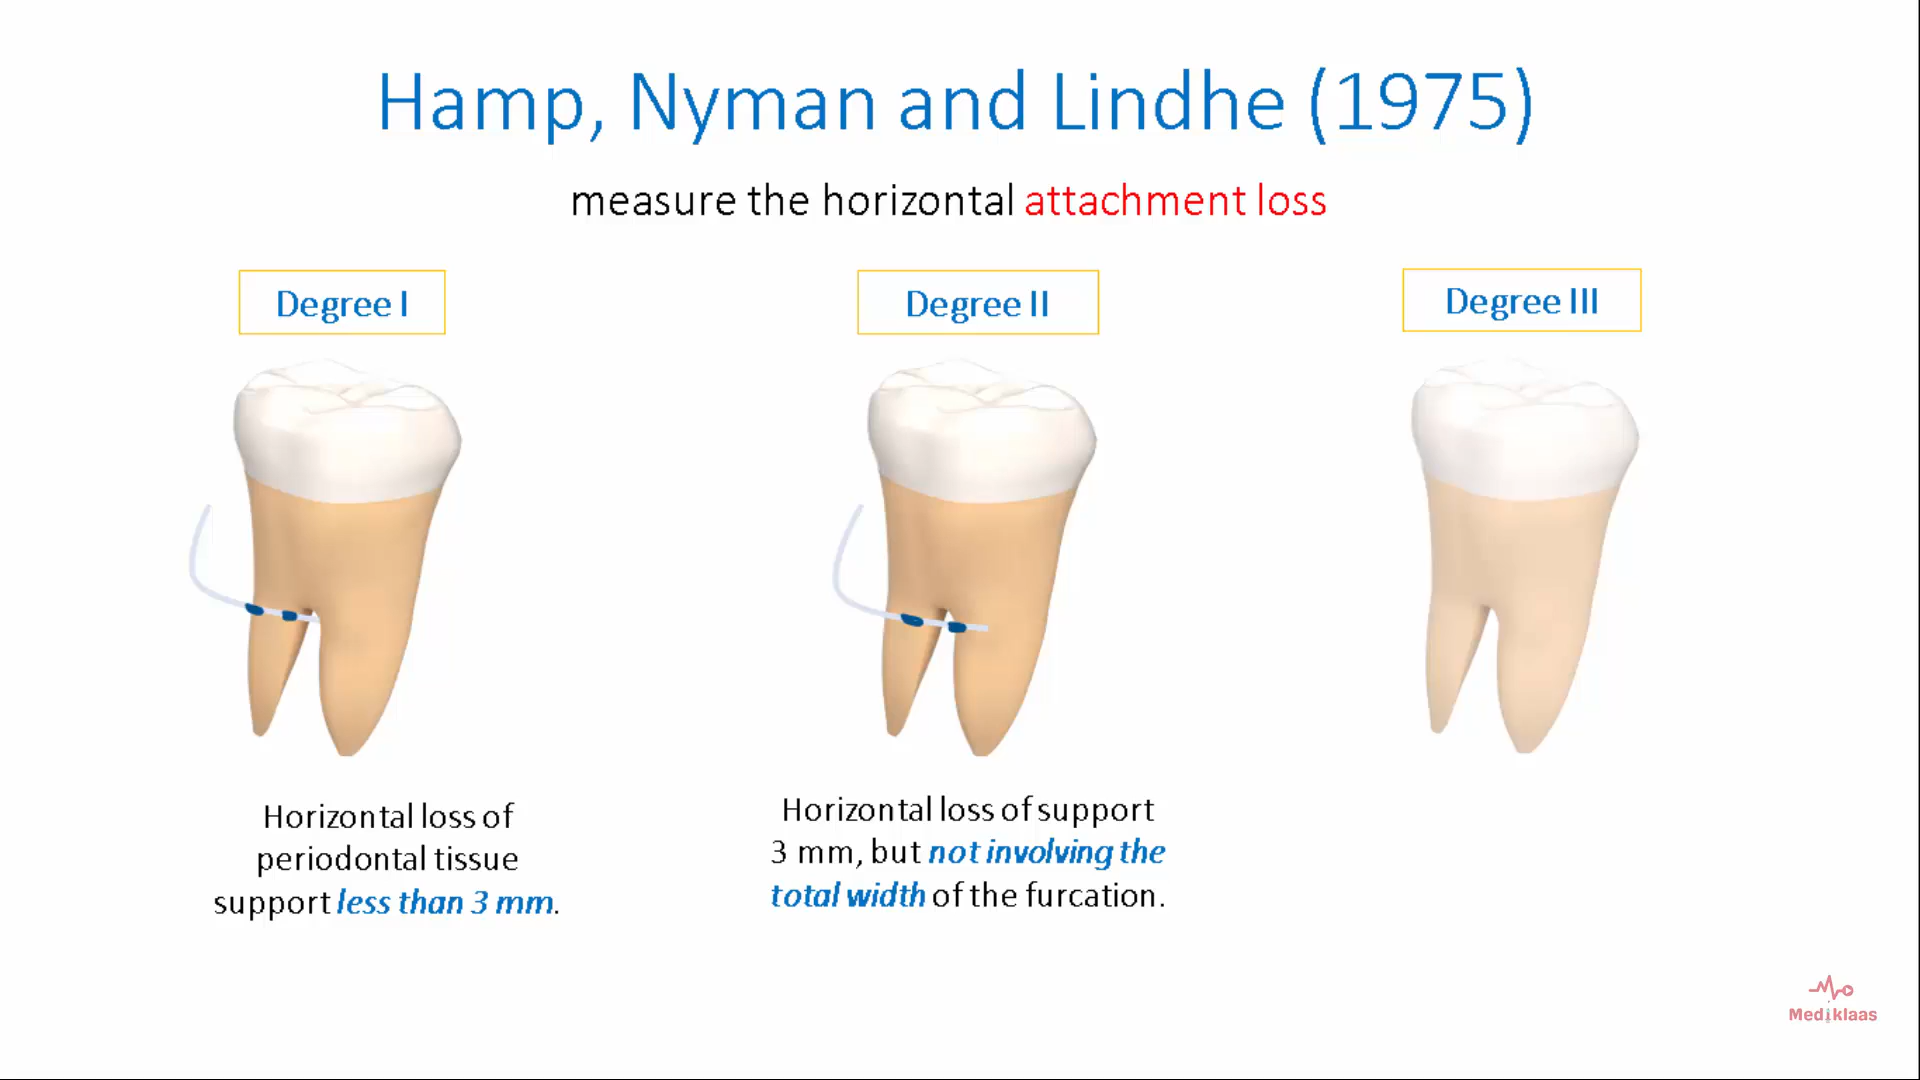 Hamp, Nyman and Lindhe (1975)
measure the horizontal attachment loss
Degree I
Degree II
Degree III
Horizontal loss of
periodontal tissue
support less than 3 mm.
Horizontal loss of support
3 mm, but not involving the
total width of the furcation.
Mediklaas